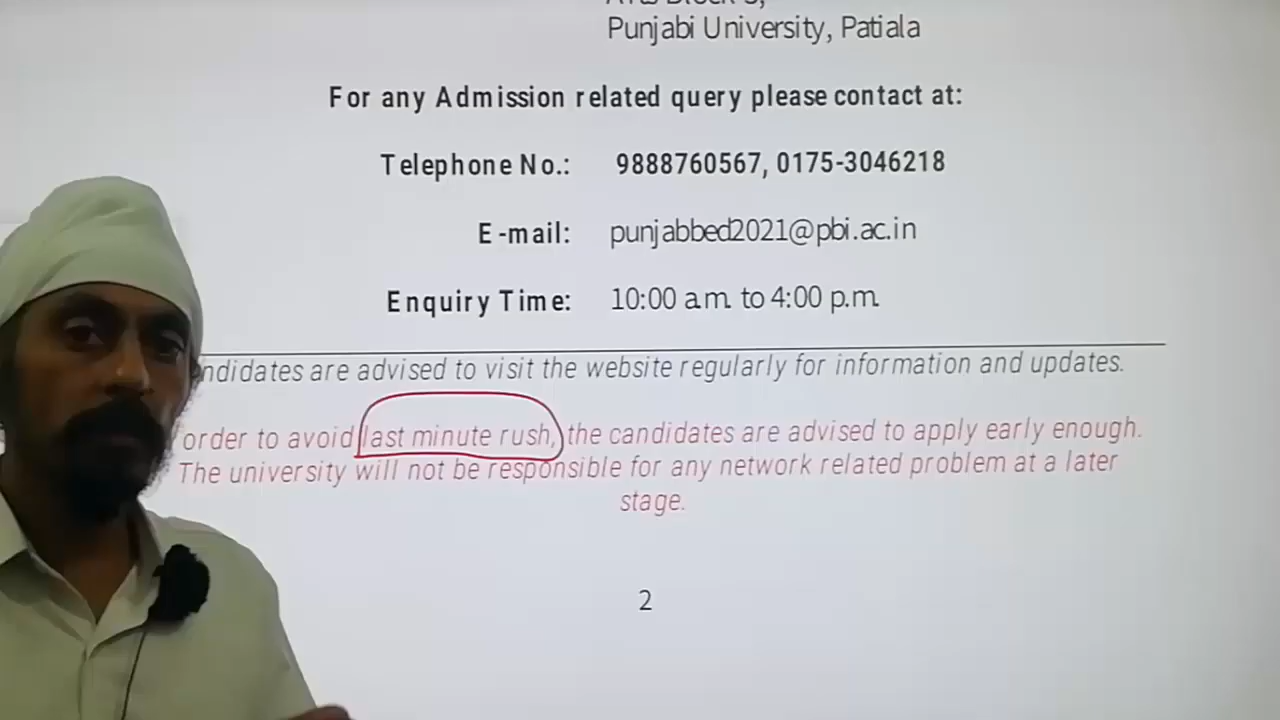 Punjabi University, Patiala
For any Admission related query please contact at:
Telephone No.: 9888760567, 0175-3046218
E-mail: punjabbed2021@pbi.ac.in
Enquiry Time: 10:00 a.m. to 4:00 p.m.
are advised to visit the website regularly for information and updates.
order to avoid last minute rush, the candidates are advised to apply early enough.
The university will not be responsible for any network related problem at a later
stage.
2